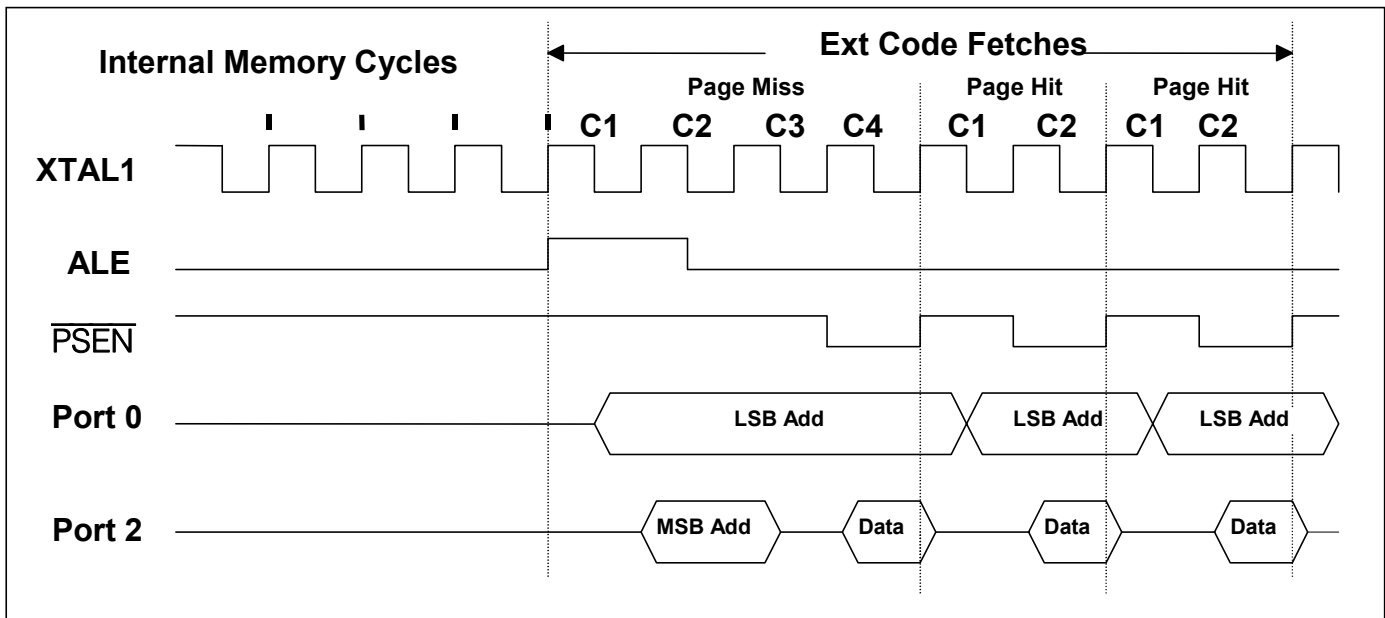 Internal Memory Cycles
Ext Code Fetches
Page Miss
Page Hit
Page Hit
C1 C2 C3 C4 C1 C2 C1 C2
XTAL1
ALE
PSEN
Port 0
LSB Add
LSB Add
LSB Add
Port 2
MSB Add
Data
Data
Data